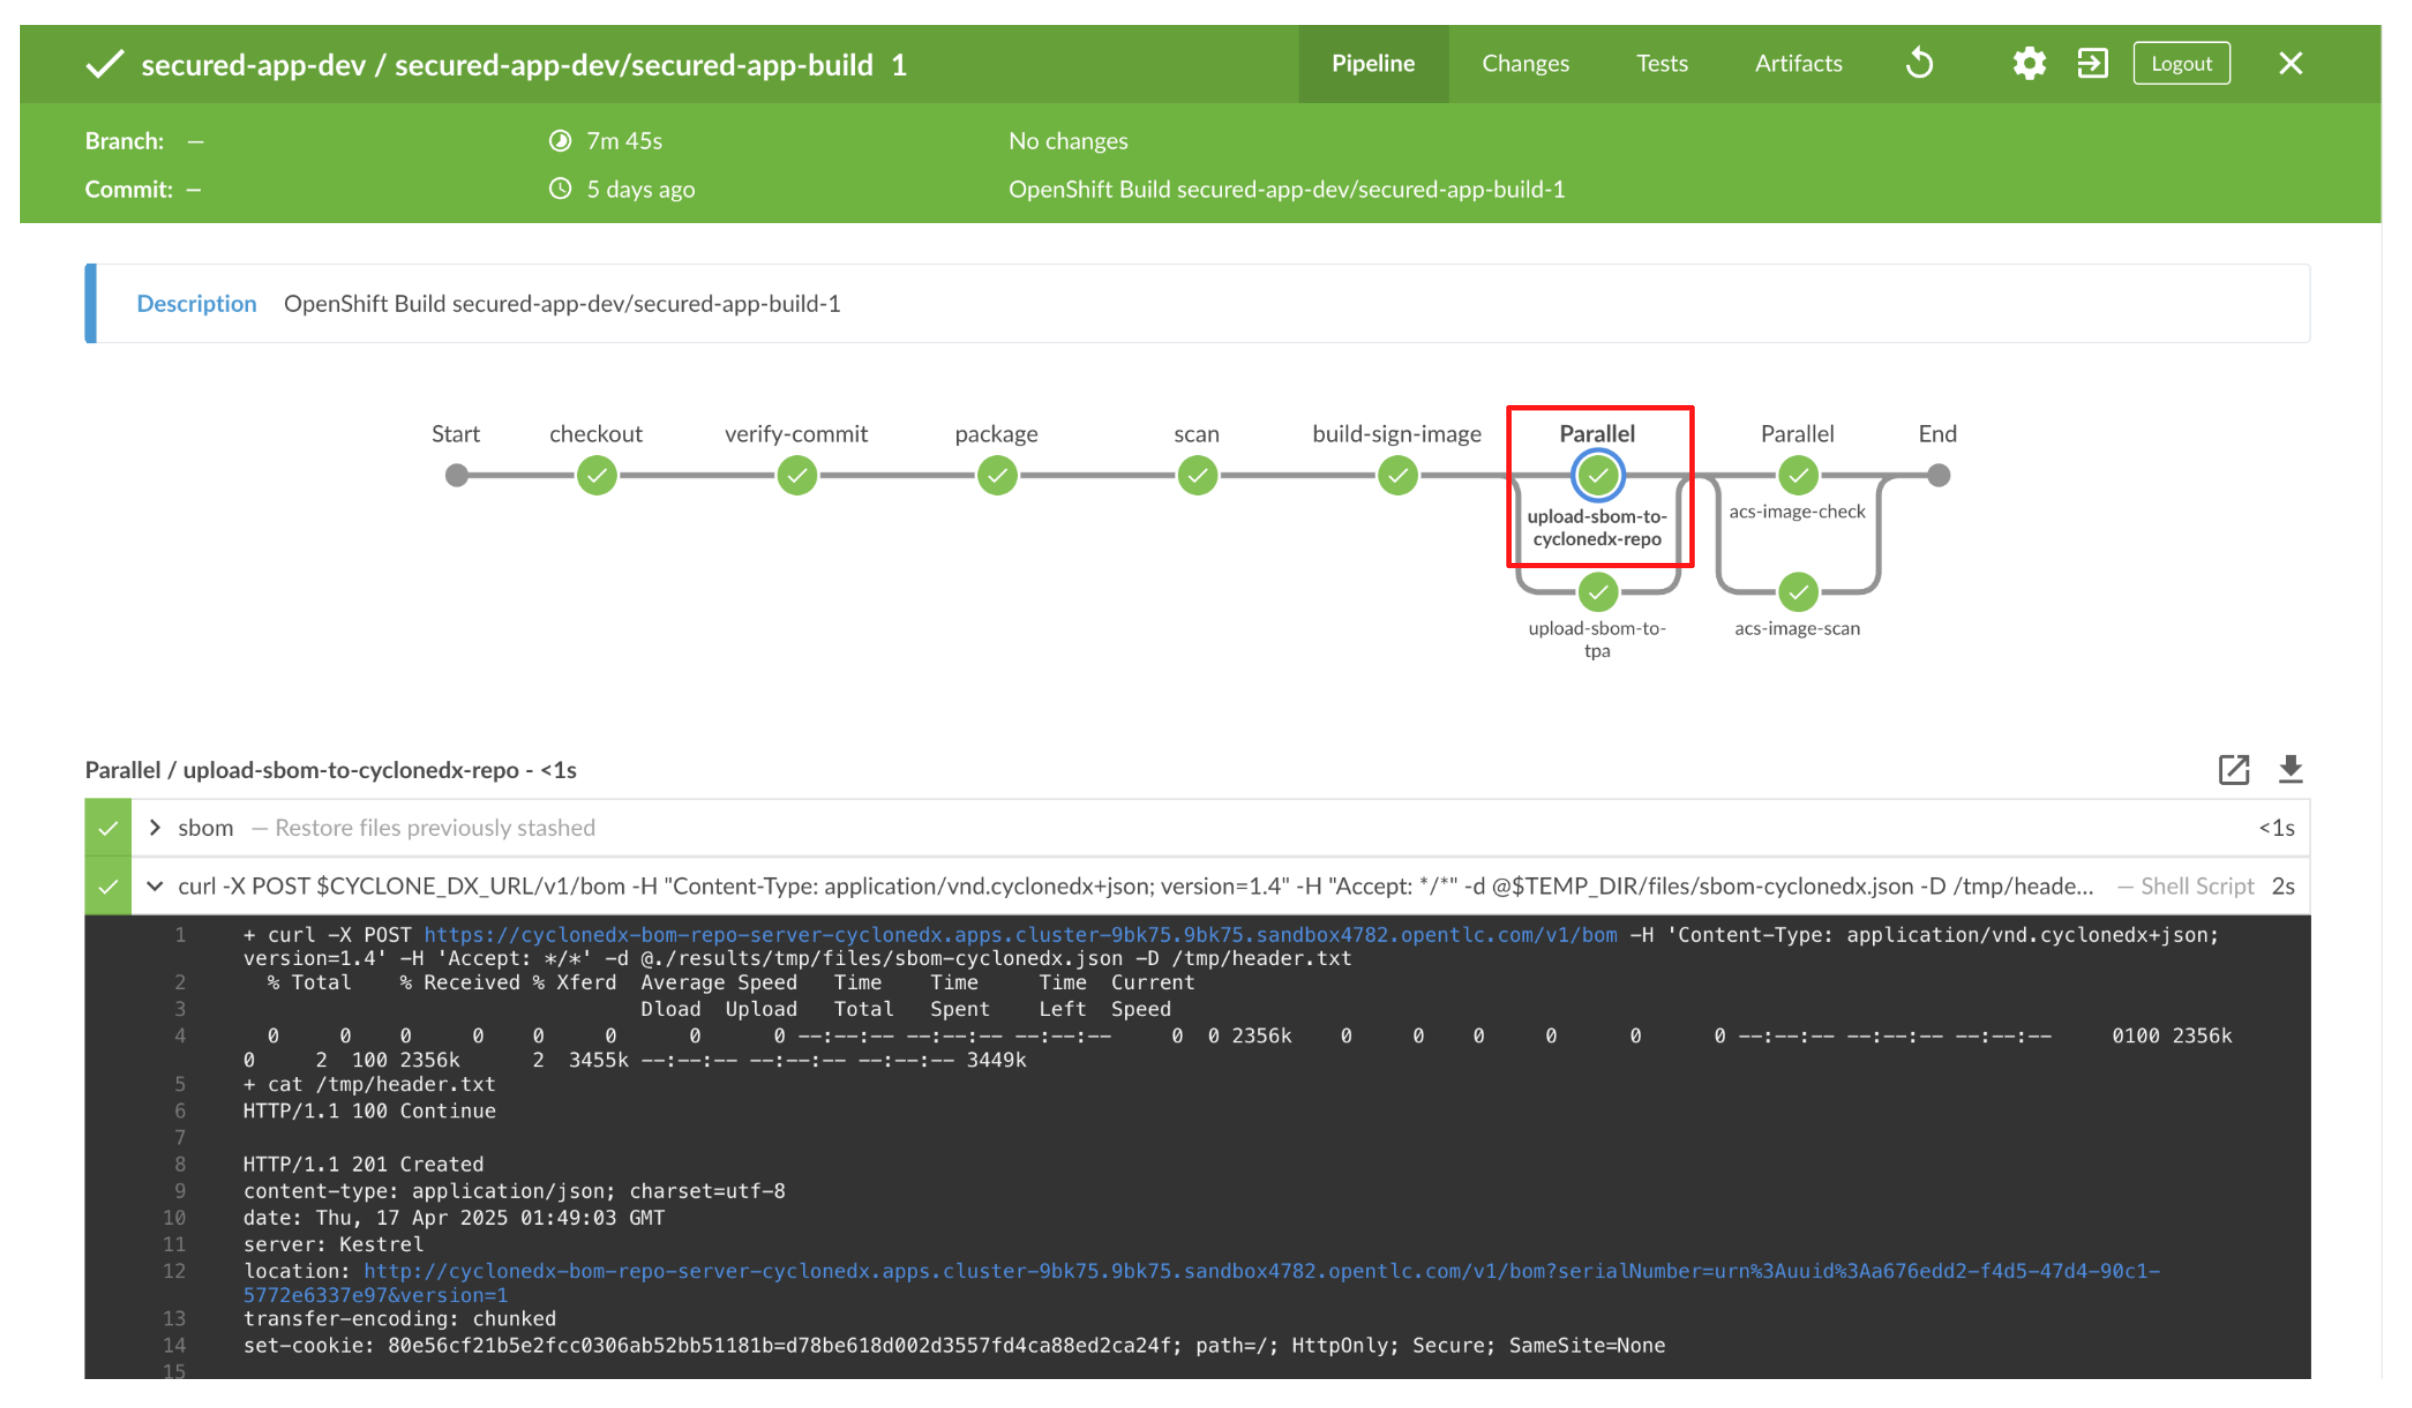 secured-app-dev / secured-app-dev/secured-app-build 1
Pipeline
Changes
Tests
Artifacts
Logout
Branch: —
7m 45s
No changes
Commit: —
5 days ago
OpenShift Build secured-app-dev/secured-app-build-1
Description OpenShift Build secured-app-dev/secured-app-build-1
Start
checkout
verify-commit
package
scan
build-sign-image
Parallel
Parallel
End
upload-sbom-to-
cyclonedx-repo
acs-image-check
upload-sbom-to-
tpa
acs-image-scan
Parallel / upload-sbom-to-cyclonedx-repo - <1s
sbom — Restore files previously stashed <1s
curl -X POST $CYCLONE_DX_URL/v1/bom -H "Content-Type: application/vnd.cyclonedx+json; version=1.4" -H "Accept: */*" -d @$TEMP_DIR/files/sbom-cyclonedx.json -D /tmp/heade... — Shell Script 2s
1 + curl -X POST https://cyclonedx-bom-repo-server-cyclonedx.apps.cluster-9bk75.9bk75.sandbox4782.opentlc.com/v1/bom -H 'Content-Type: application/vnd.cyclonedx+json;
version=1.4' -H 'Accept: */*' -d @./results/tmp/files/sbom-cyclonedx.json -D /tmp/header.txt
2 % Total % Received % Xferd Average Speed Time Time Time Current
3 Dload Upload Total Spent Left Speed
4 0 0 0 0 0 0 0 0 --:--:-- --:--:-- --:--:-- 0 0 2356k 0 0 0 0 0 0 --:--:-- --:--:-- --:--:-- 0100 2356k
0 2 100 2356k 2 3455k --:--:-- --:--:-- --:--:-- 3449k
5 + cat /tmp/header.txt
6 HTTP/1.1 100 Continue
7
8 HTTP/1.1 201 Created
9 content-type: application/json; charset=utf-8
10 date: Thu, 17 Apr 2025 01:49:03 GMT
11 server: Kestrel
12 location: http://cyclonedx-bom-repo-server-cyclonedx.apps.cluster-9bk75.9bk75.sandbox4782.opentlc.com/v1/bom?serialNumber=urn%3Auuid%3Aa676edd2-f4d5-47d4-90c1-
5772e6337e97&version=1
13 transfer-encoding: chunked
14 set-cookie: 80e56cf21b5e2fcc0306ab52bb51181b=d78be618d002d3557fd4ca88ed2ca24f; path=/; HttpOnly; Secure; SameSite=None
15